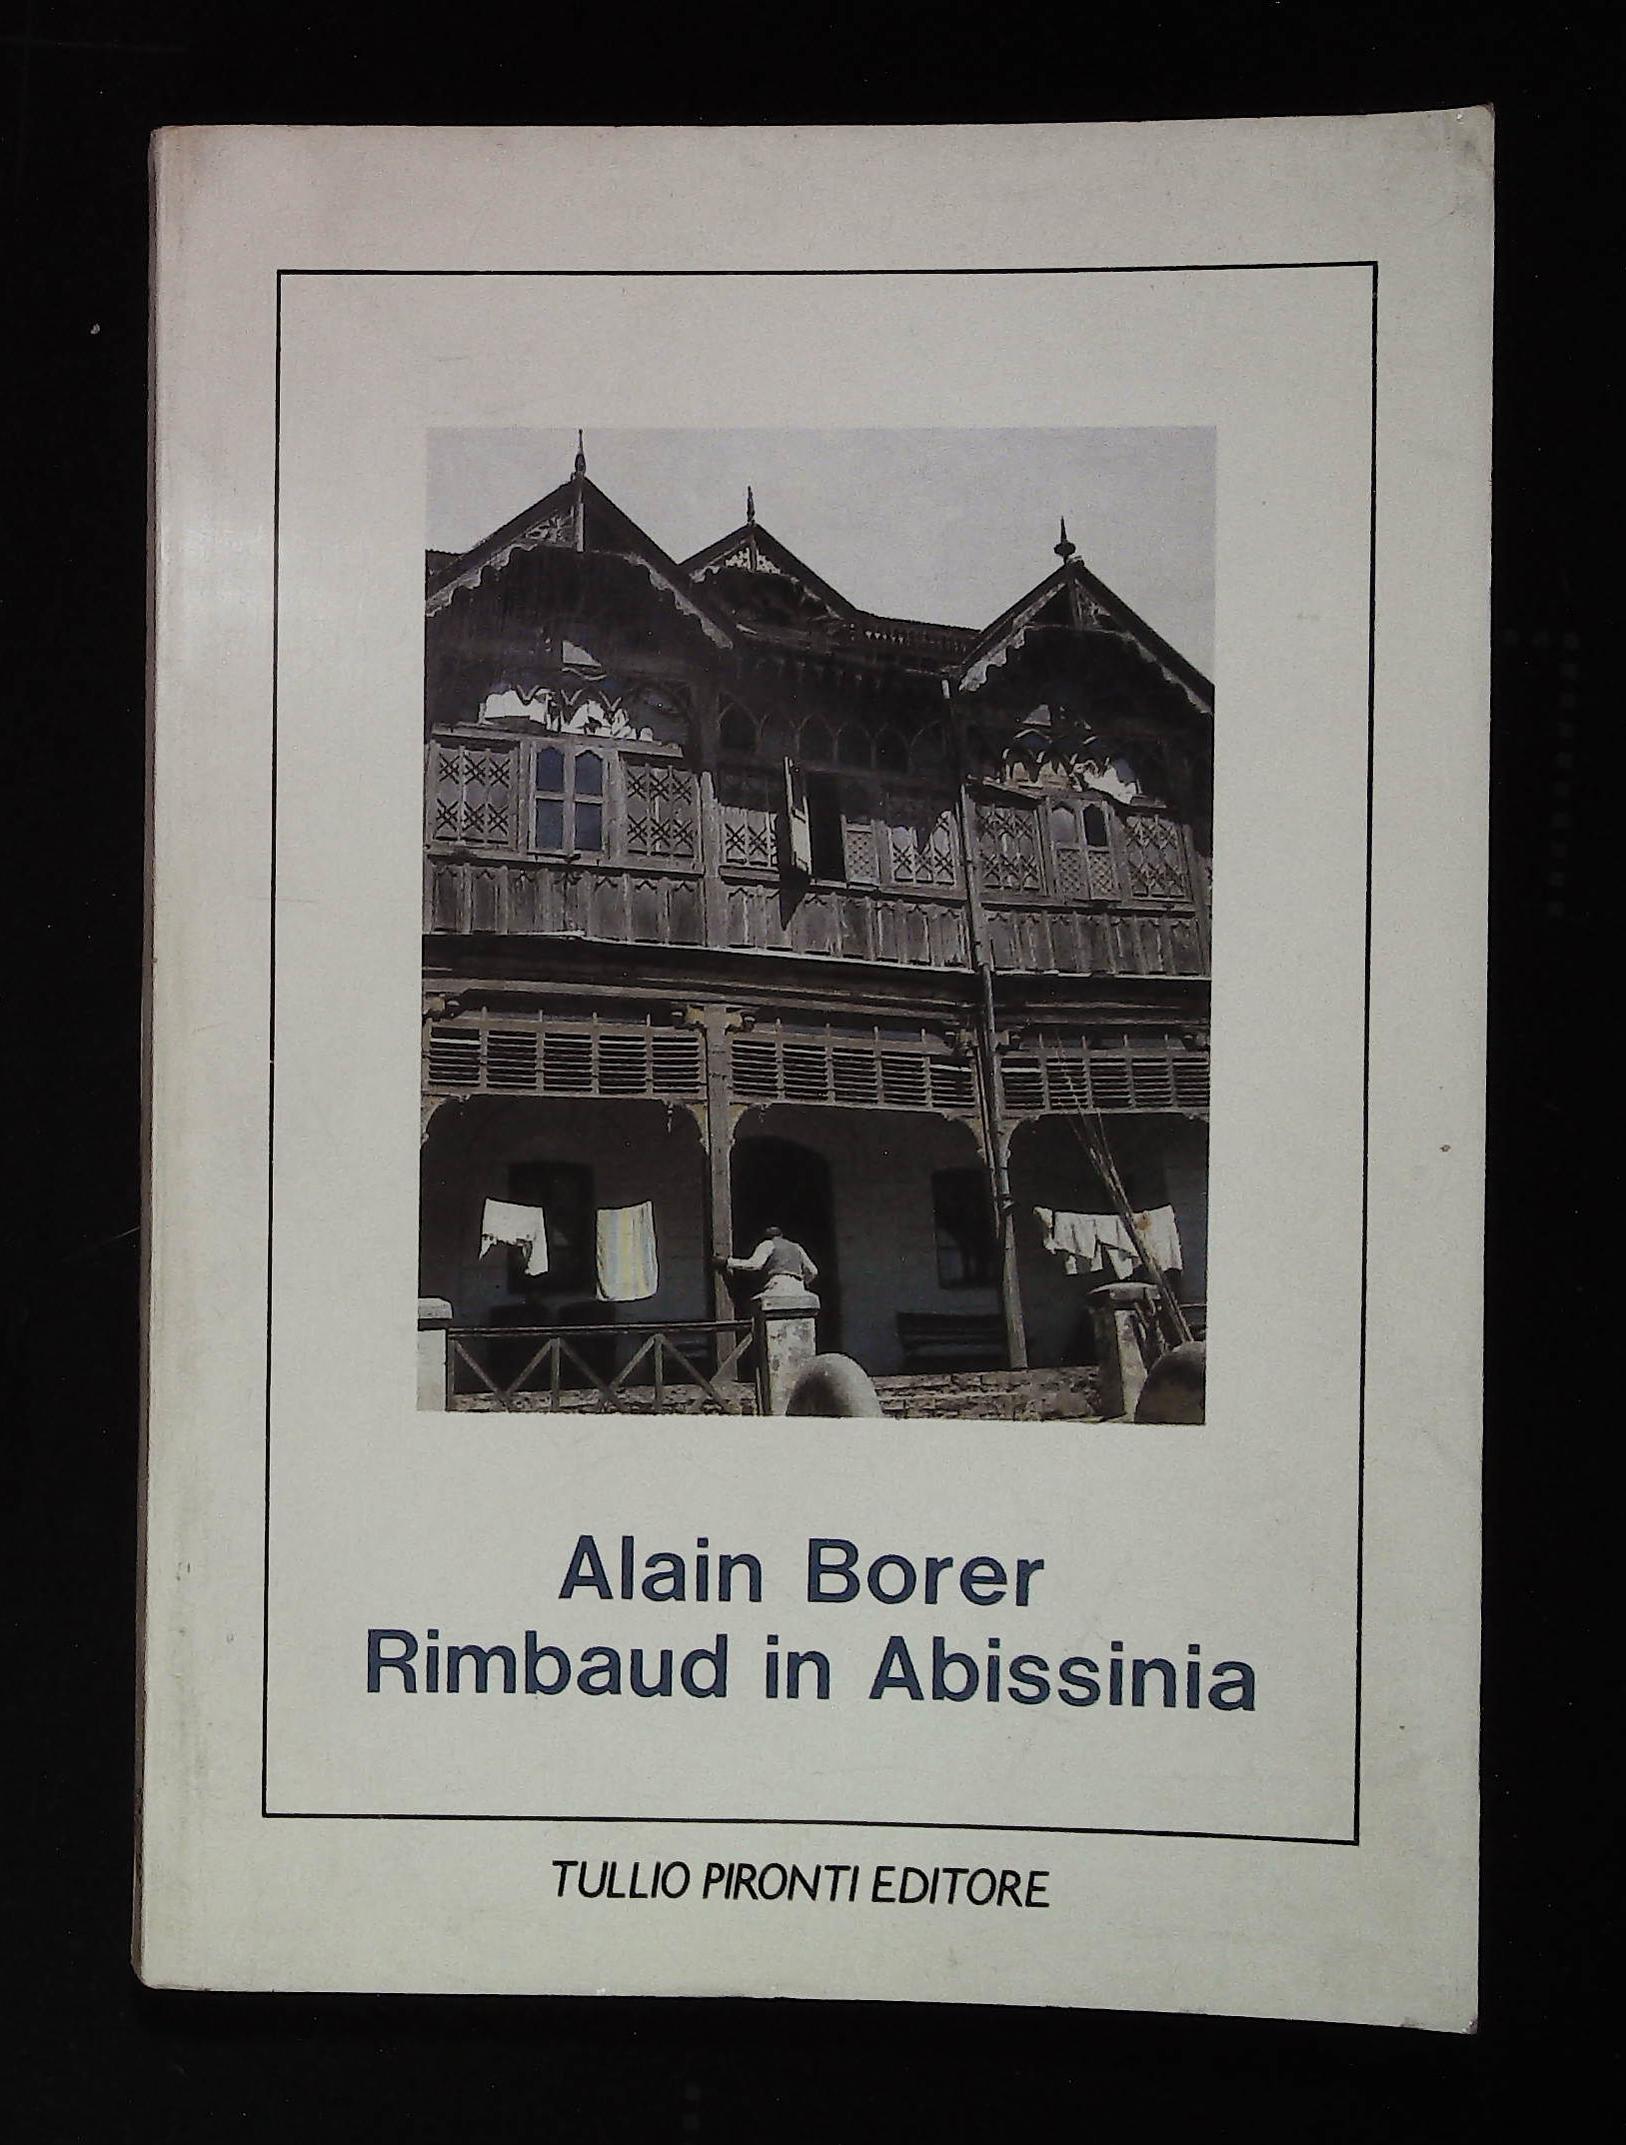 Alain Borer
Rimbaud in Abissinia
TULLIO PIRONTI EDITORE